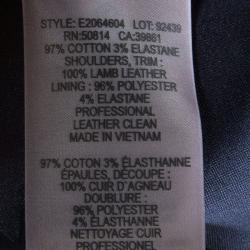 STYLE: E2064604 LOT: 92439
RN:50814 CA:39861
97% COTTON 3% ELASTANE
SHOULDERS, TRIM :
100% LAMB LEATHER
LINING : 96% POLYESTER
4% ELASTANE
PROFESSIONAL
LEATHER CLEAN
MADE IN VIETNAM
97% COTON 3% ÉLASTHANNE
ÉPAULES, DÉCOUPE :
100% CUIR D'AGNEAU
DOUBLURE :
96% POLYESTER
4% ÉLASTHANNE
NETTOYAGE CUIR
PROFESSIONNEL